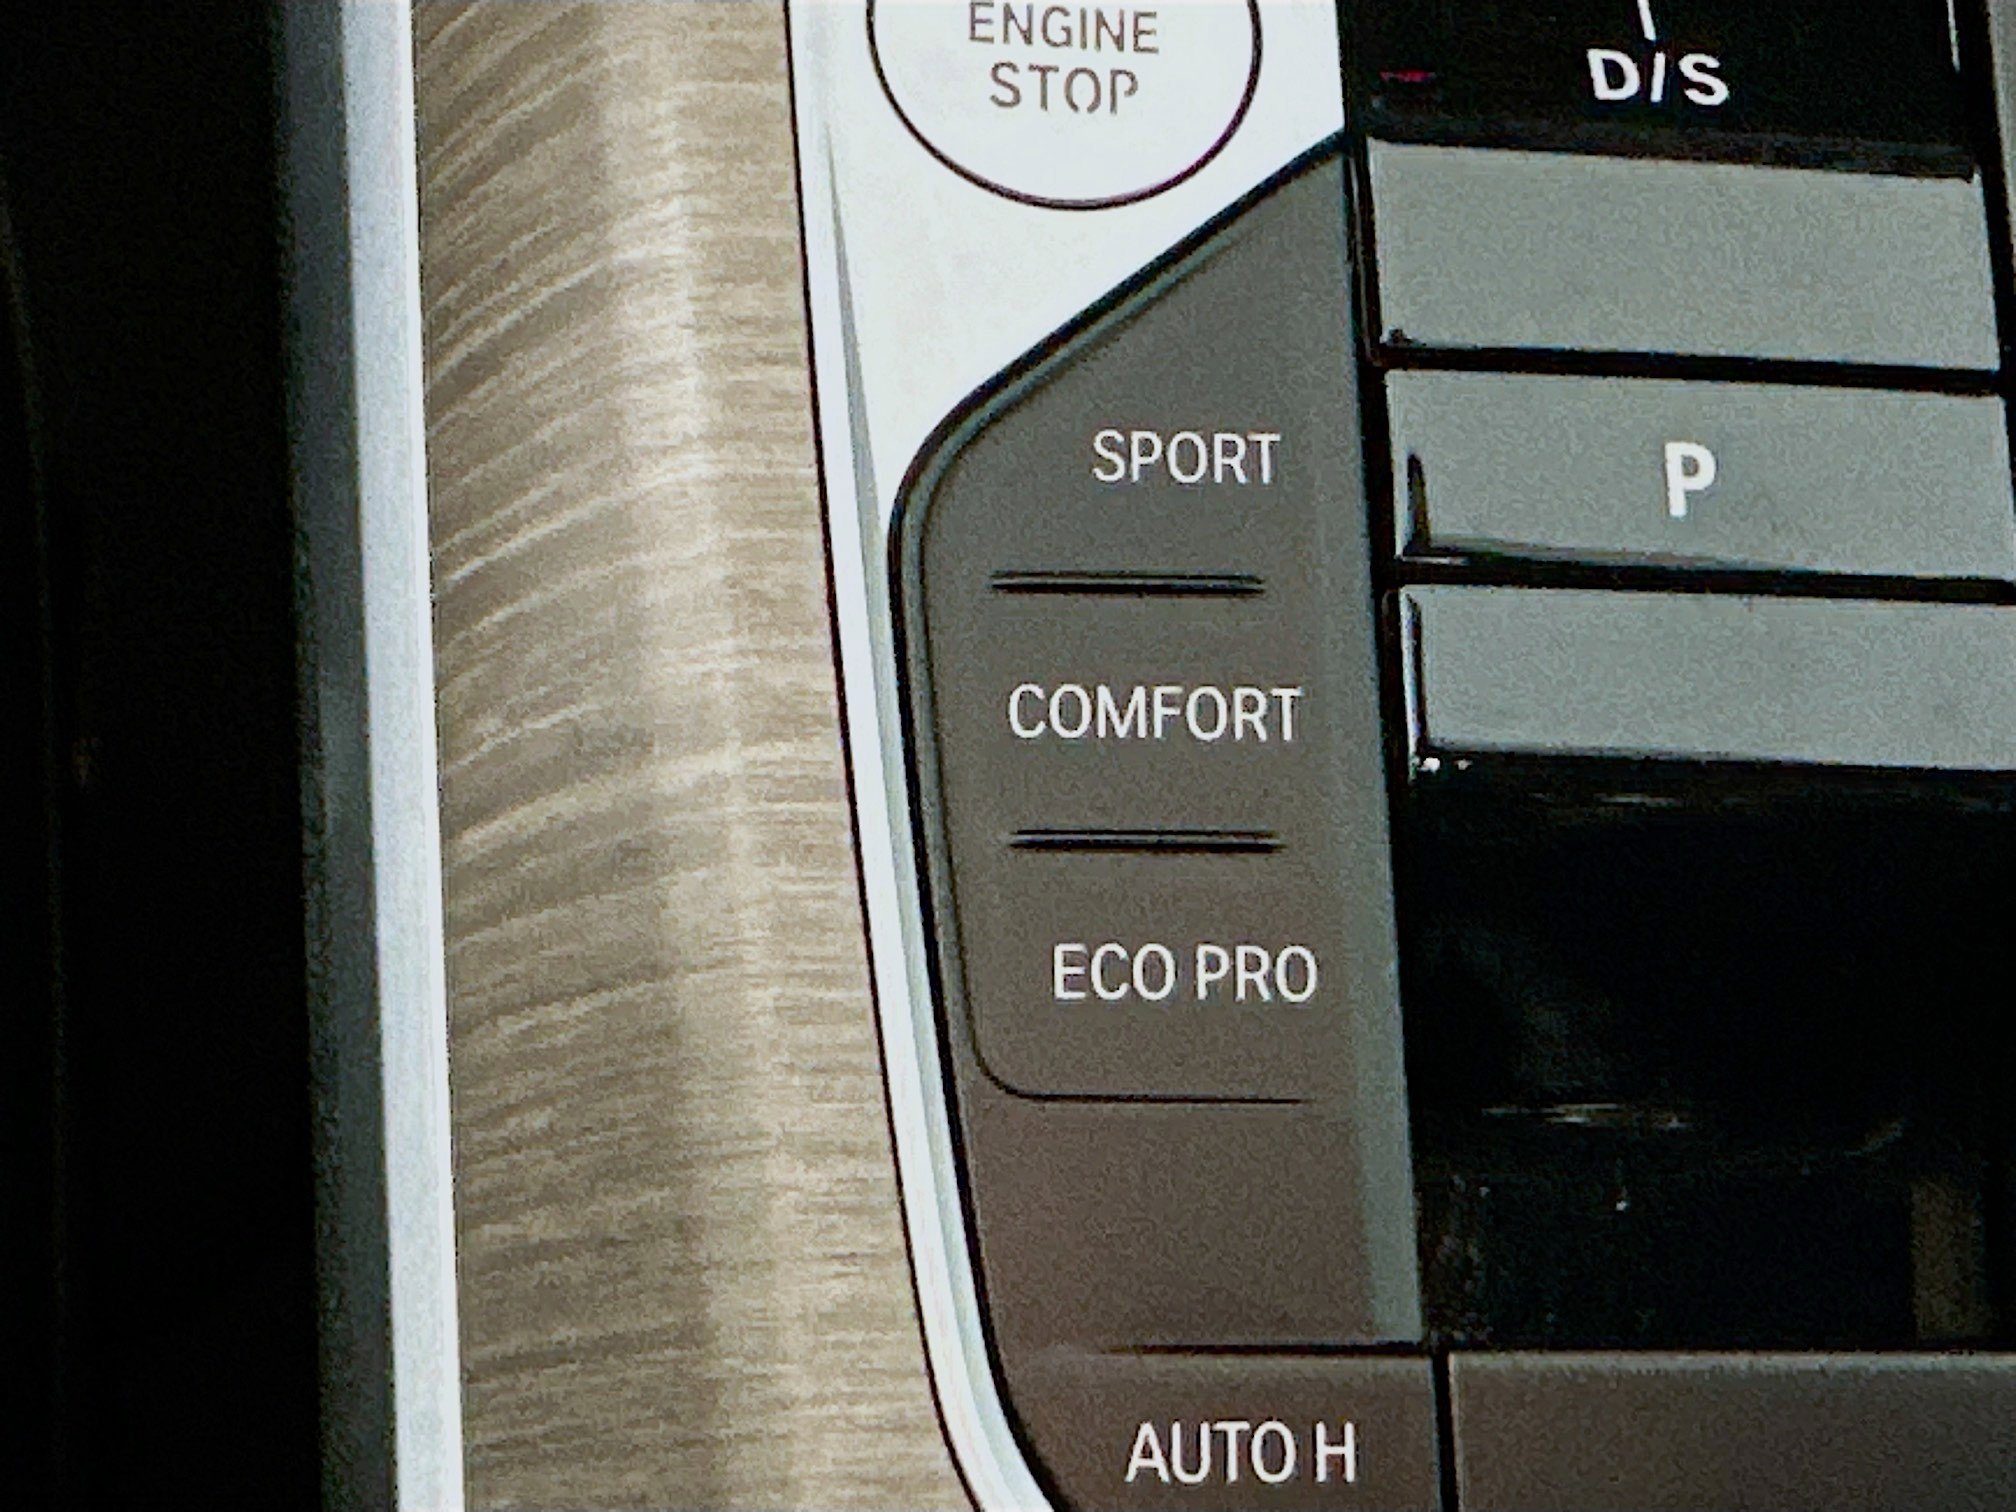 ENGINE
STOP
D/S
SPORT
P
COMFORT
ECO PRO
AUTO H